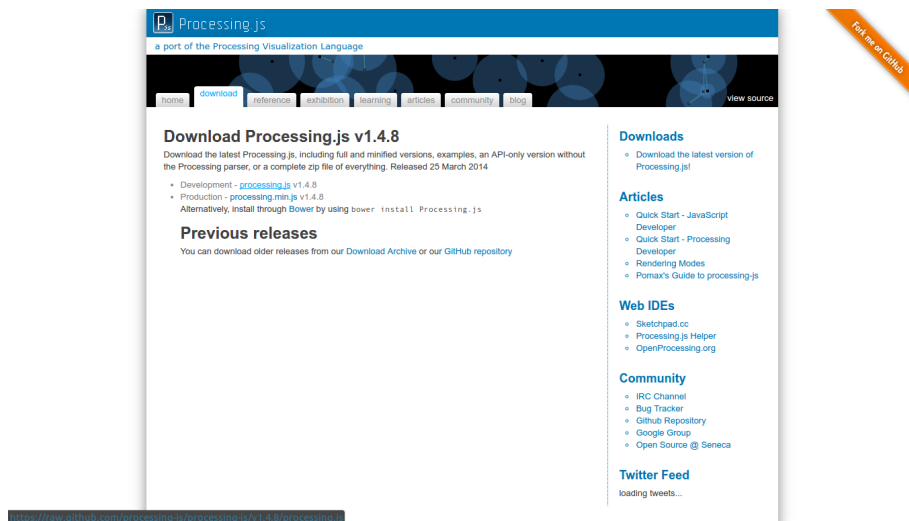 Processing js
Fork me on GitHub
a port of the Processing Visualization Language
home
download
reference
exhibition
learning
articles
community
blog
view source
Download Processing.js v1.4.8
Download the latest Processing.js, including full and minified versions, examples, an API-only version without
the Processing parser, or a complete zip file of everything. Released 25 March 2014
Development - processing.js v1.4.8
Production - processing.min.js v1.4.8
Alternatively, install through Bower by using bower install Processing.js
Previous releases
You can download older releases from our Download Archive or our GitHub repository
Downloads
Download the latest version of
Processing.js!
Articles
Quick Start - JavaScript
Developer
Quick Start - Processing
Developer
Rendering Modes
Pomax's Guide to processing-js
Web IDEs
Sketchpad.cc
Processing.js Helper
OpenProcessing.org
Community
IRC Channel
Bug Tracker
Github Repository
Google Group
Open Source @ Seneca
Twitter Feed
loading tweets...
https://raw.github.com/processing-js/processing-js/v1.4.8/processing.js